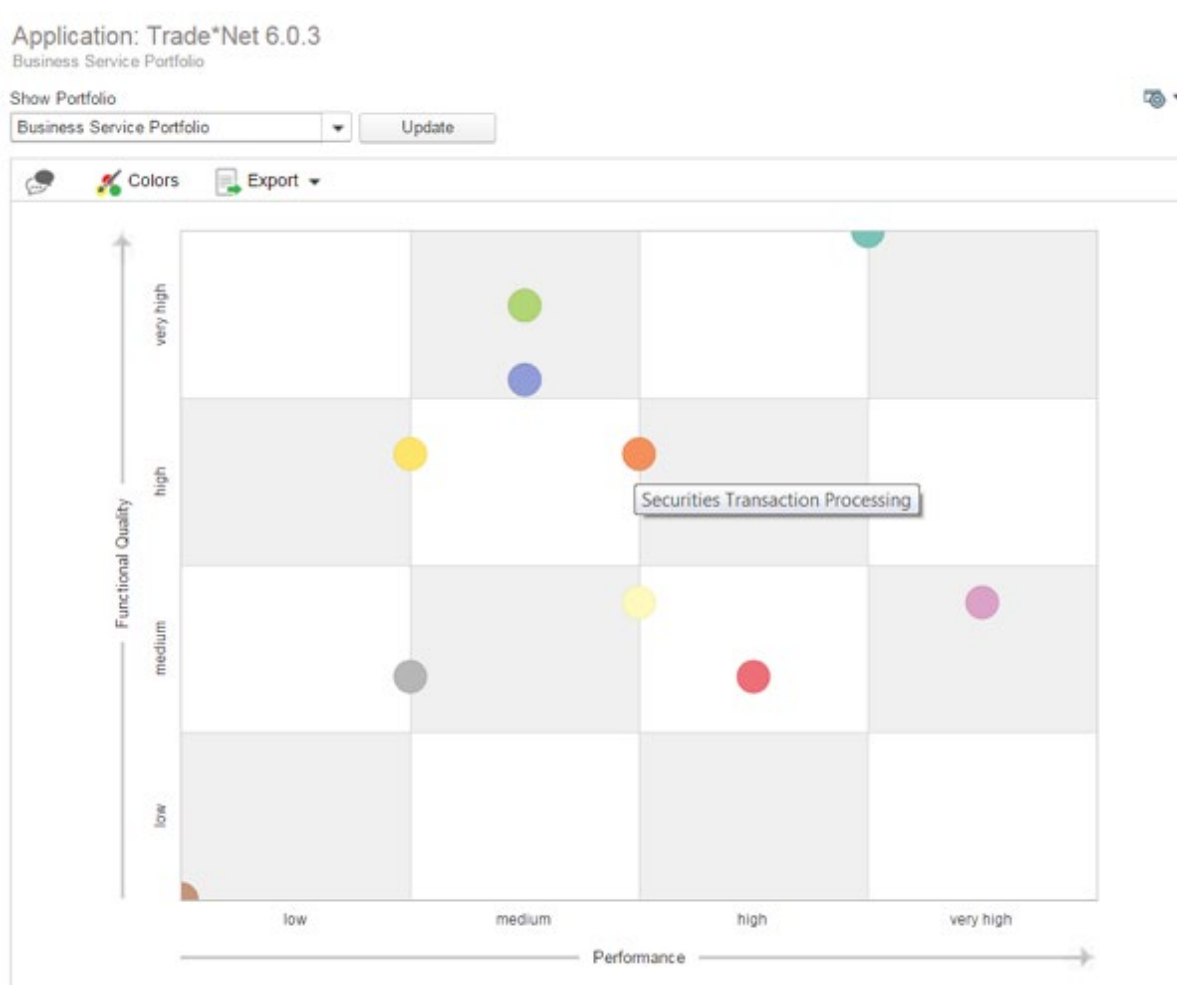 Application: Trade*Net 6.0.3
Business Service Portfolio
Show Portfolio
Business Service Portfolio
Update
Colors
Export
very high
high
medium
low
Functional Quality
Securities Transaction Processing
low
medium
high
very high
Performance